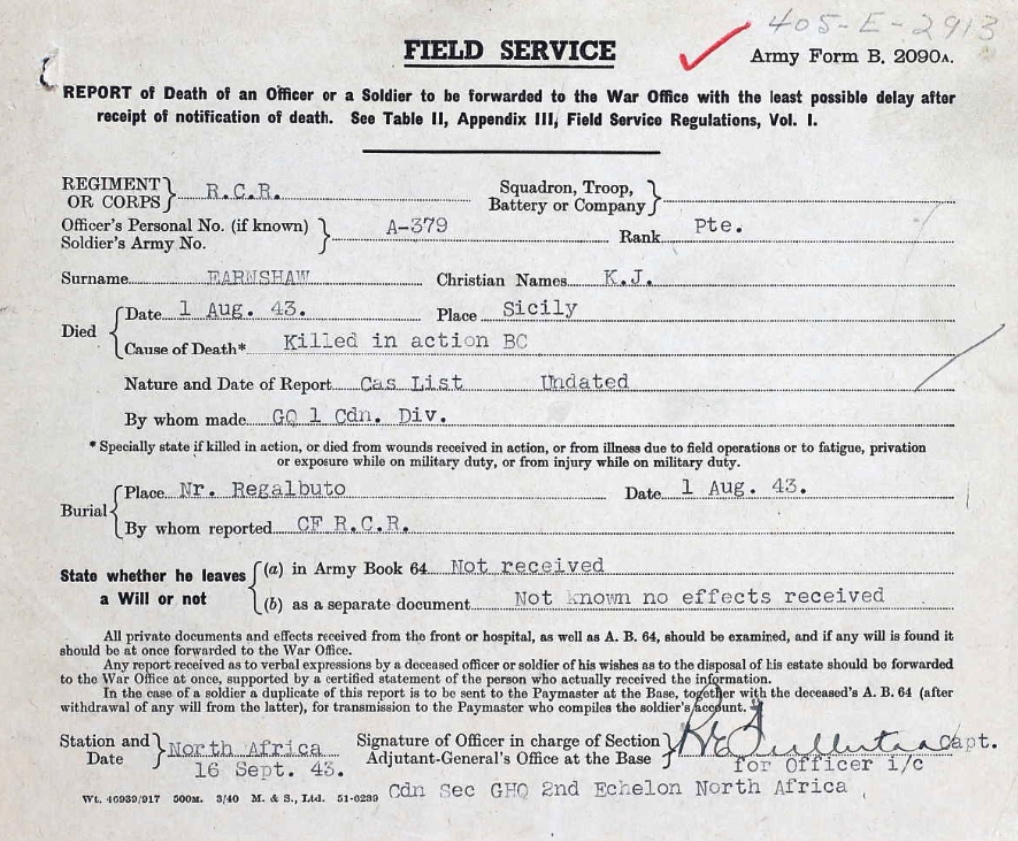 405-E-2913
FIELD SERVICE
Army Form B. 2090A.
REPORT of Death of an Officer or a Soldier to be forwarded to the War Office with the least possible delay after
receipt of notification of death. See Table II, Appendix III, Field Service Regulations, Vol. I.
REGIMENT OR CORPS } R.C.R. Squadron, Troop, Battery or Company }
Officer's Personal No. (if known) Soldier's Army No. } A-379 Rank Pte.
Surname EARNSHAW Christian Names K.J.
Died { Date 1 Aug. 43. Place Sicily
Cause of Death* Killed in action BC
Nature and Date of Report Cas List Undated
By whom made GO 1 Cdn. Div.
* Specially state if killed in action, or died from wounds received in action, or from illness due to field operations or to fatigue, privation
or exposure while on military duty, or from injury while on military duty.
Burial { Place Nr. Regalbuto Date 1 Aug. 43.
By whom reported CF R.C.R.
State whether he leaves a Will or not { (a) in Army Book 64 Not received
(b) as a separate document Not known no effects received
All private documents and effects received from the front or hospital, as well as A. B. 64, should be examined, and if any will is found it
should be at once forwarded to the War Office.
Any report received as to verbal expressions by a deceased officer or soldier of his wishes as to the disposal of his estate should be forwarded
to the War Office at once, supported by a certified statement of the person who actually received the information.
In the case of a soldier a duplicate of this report is to be sent to the Paymaster at the Base, together with the deceased's A. B. 64 (after
withdrawal of any will from the latter), for transmission to the Paymaster who compiles the soldier's account.
Station and Date } North Africa Signature of Officer in charge of Section Adjutant-General's Office at the Base } Capt.
16 Sept. 43. for Officer i/c
Wt. 46939/917 500M. 3/40 M. & S., Ltd. 51-6289 Cdn Sec GHQ 2nd Echelon North Africa